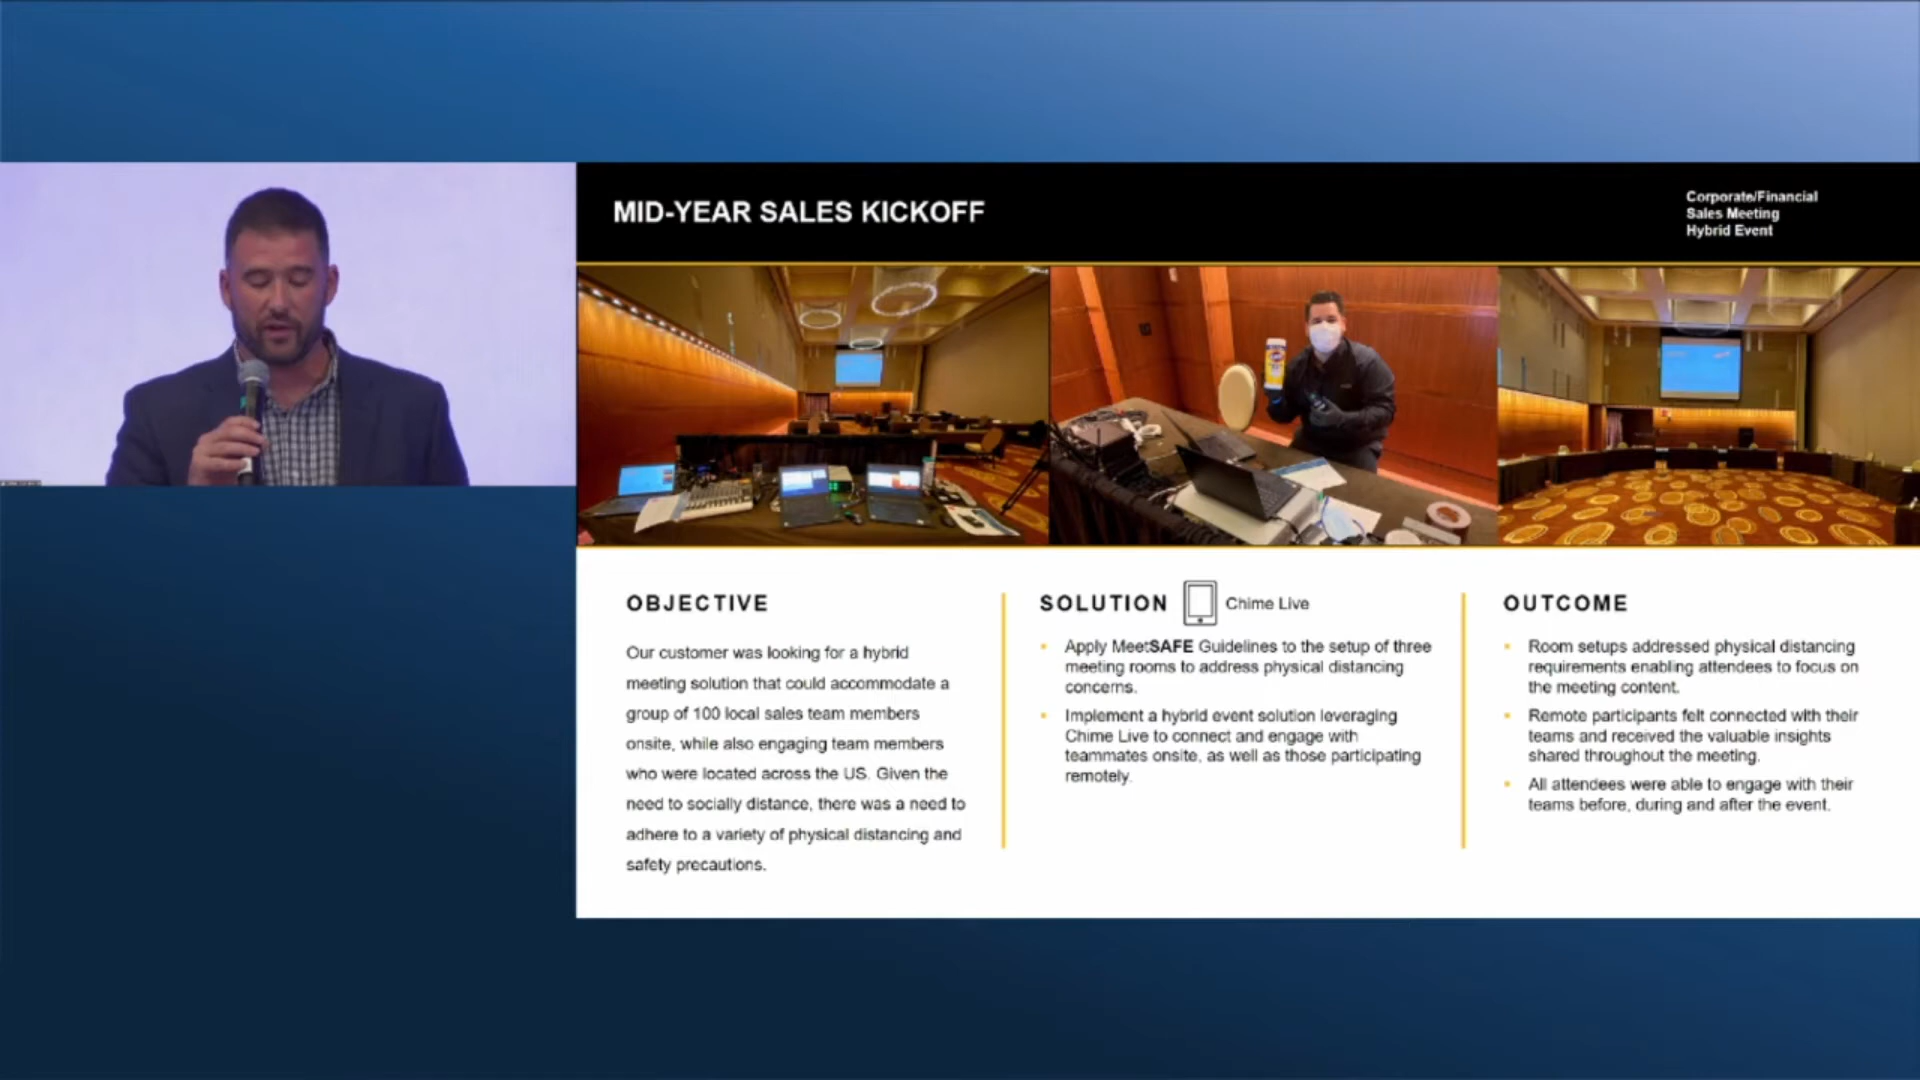 MID-YEAR SALES KICKOFF
Corporate/Financial
Sales Meeting
Hybrid Event
OBJECTIVE
Our customer was looking for a hybrid
meeting solution that could accommodate a
group of 100 local sales team members
onsite, while also engaging team members
who were located across the US. Given the
need to socially distance, there was a need to
adhere to a variety of physical distancing and
safety precautions.
SOLUTION
Chime Live
Apply MeetSAFE Guidelines to the setup of three
meeting rooms to address physical distancing
concerns.
Implement a hybrid event solution leveraging
Chime Live to connect and engage with
teammates onsite, as well as those participating
remotely.
OUTCOME
Room setups addressed physical distancing
requirements enabling attendees to focus on
the meeting content.
Remote participants felt connected with their
teams and received the valuable insights
shared throughout the meeting.
All attendees were able to engage with their
teams before, during and after the event.